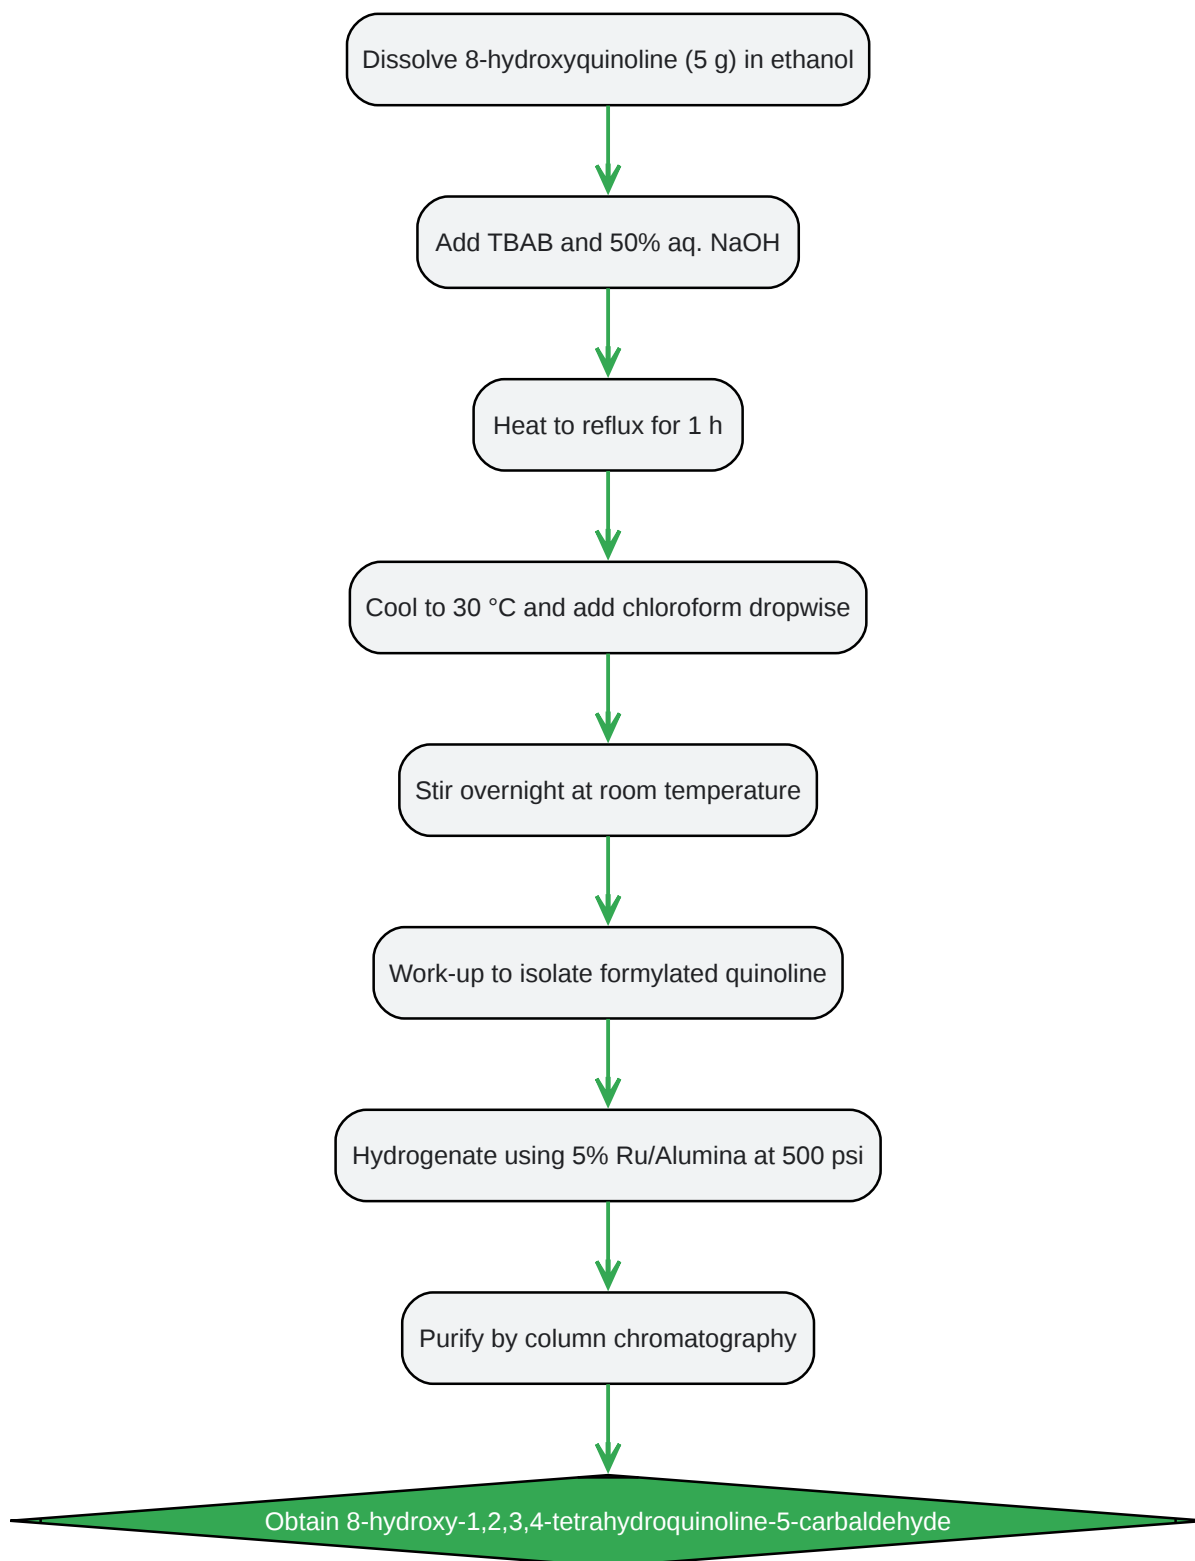 Dissolve 8-hydroxyquinoline (5 g) in ethanol
Add TBAB and 50% aq. NaOH
Heat to reflux for 1 h
Cool to 30 °C and add chloroform dropwise
Stir overnight at room temperature
Work-up to isolate formylated quinoline
Hydrogenate using 5% Ru/Alumina at 500 psi
Purify by column chromatography
Obtain 8-hydroxy-1,2,3,4-tetrahydroquinoline-5-carbaldehyde